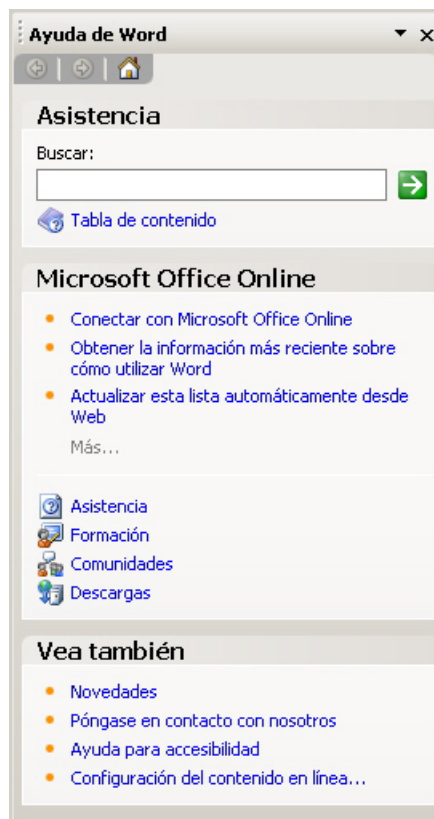 Ayuda de Word
Asistencia
Buscar:
Tabla de contenido
Microsoft Office Online
Conectar con Microsoft Office Online
Obtener la información más reciente sobre
cómo utilizar Word
Actualizar esta lista automáticamente desde
Web
Más...
Asistencia
Formación
Comunidades
Descargas
Vea también
Novedades
Póngase en contacto con nosotros
Ayuda para accesibilidad
Configuración del contenido en línea...